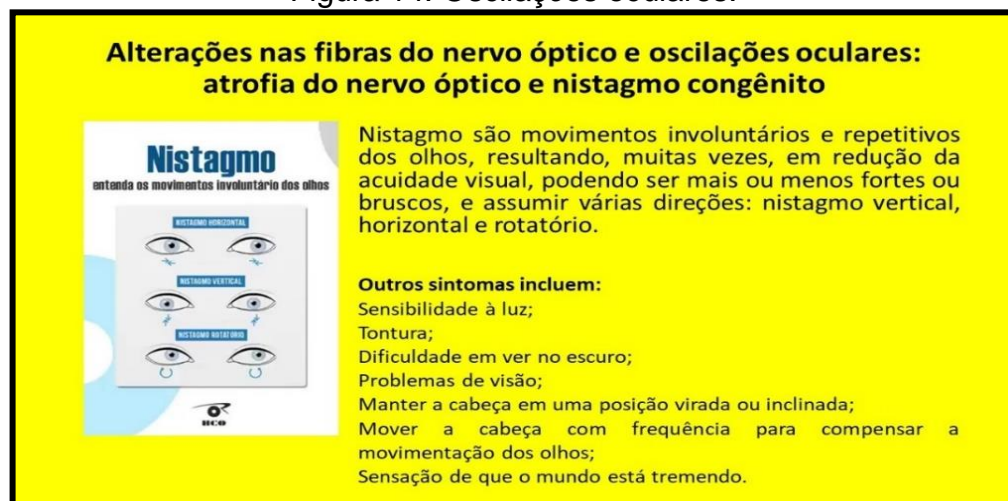 Alterações nas fibras do nervo óptico e oscilações oculares:
atrofia do nervo óptico e nistagmo congênito
Nistagmo
entenda os movimentos involuntário dos olhos
NISTAGMO HORIZONTAL
NISTAGMO VERTICAL
NISTAGMO ROTATÓRIO
HCO
Nistagmo são movimentos involuntários e repetitivos
dos olhos, resultando, muitas vezes, em redução da
acuidade visual, podendo ser mais ou menos fortes ou
bruscos, e assumir várias direções: nistagmo vertical,
horizontal e rotatório.
Outros sintomas incluem:
Sensibilidade à luz;
Tontura;
Dificuldade em ver no escuro;
Problemas de visão;
Manter a cabeça em uma posição virada ou inclinada;
Mover a cabeça com frequência para compensar a
movimentação dos olhos;
Sensação de que o mundo está tremendo.